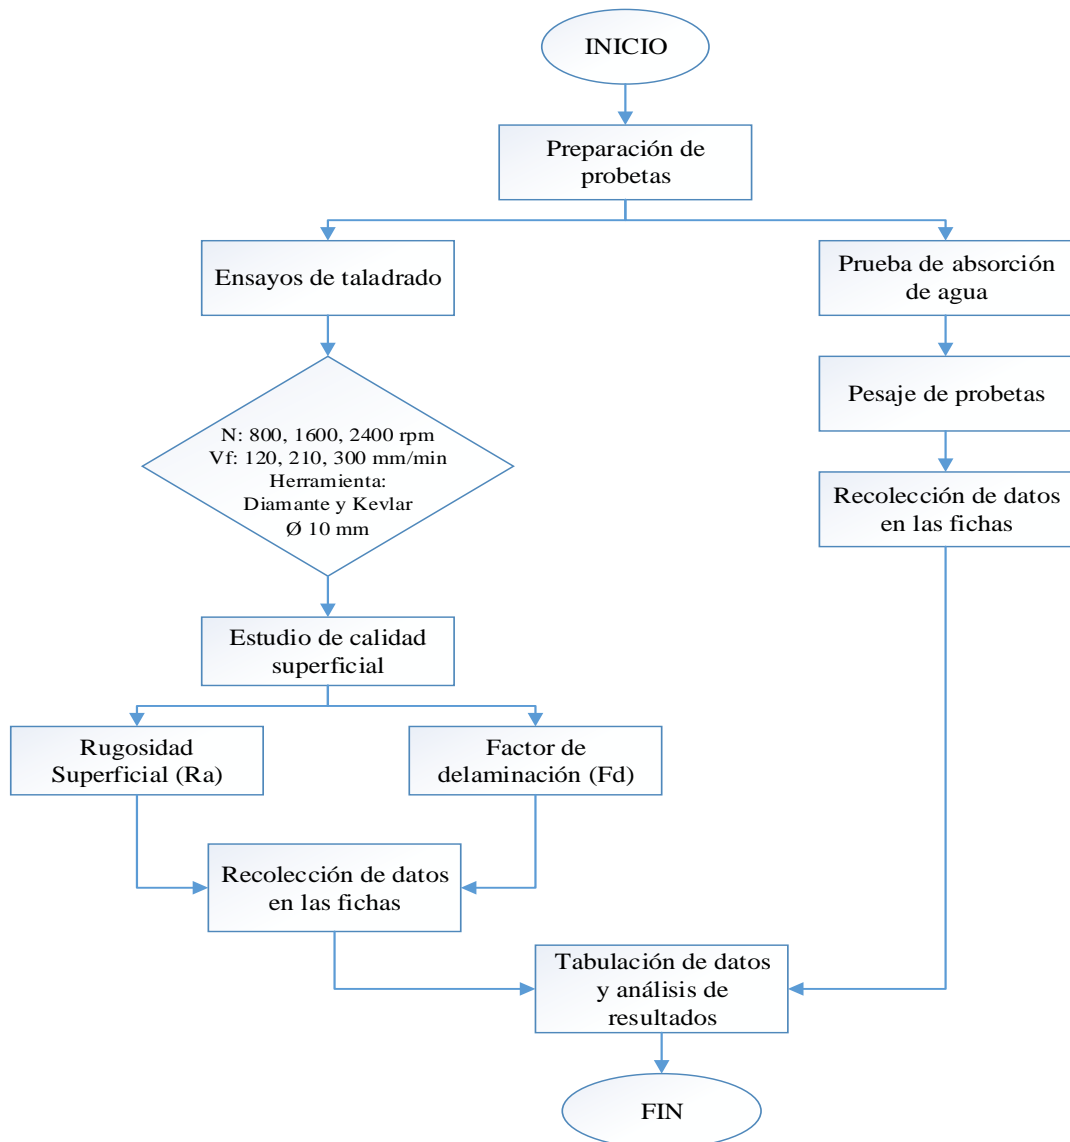 INICIO
Preparación de
probetas
Ensayos de taladrado
Prueba de absorción
de agua
N: 800, 1600, 2400 rpm
Vf: 120, 210, 300 mm/min
Herramienta:
Diamante y Kevlar
Ø 10 mm
Pesaje de probetas
Recolección de datos
en las fichas
Estudio de calidad
superficial
Rugosidad
Superficial (Ra)
Factor de
delaminación (Fd)
Recolección de datos
en las fichas
Tabulación de datos
y análisis de
resultados
FIN